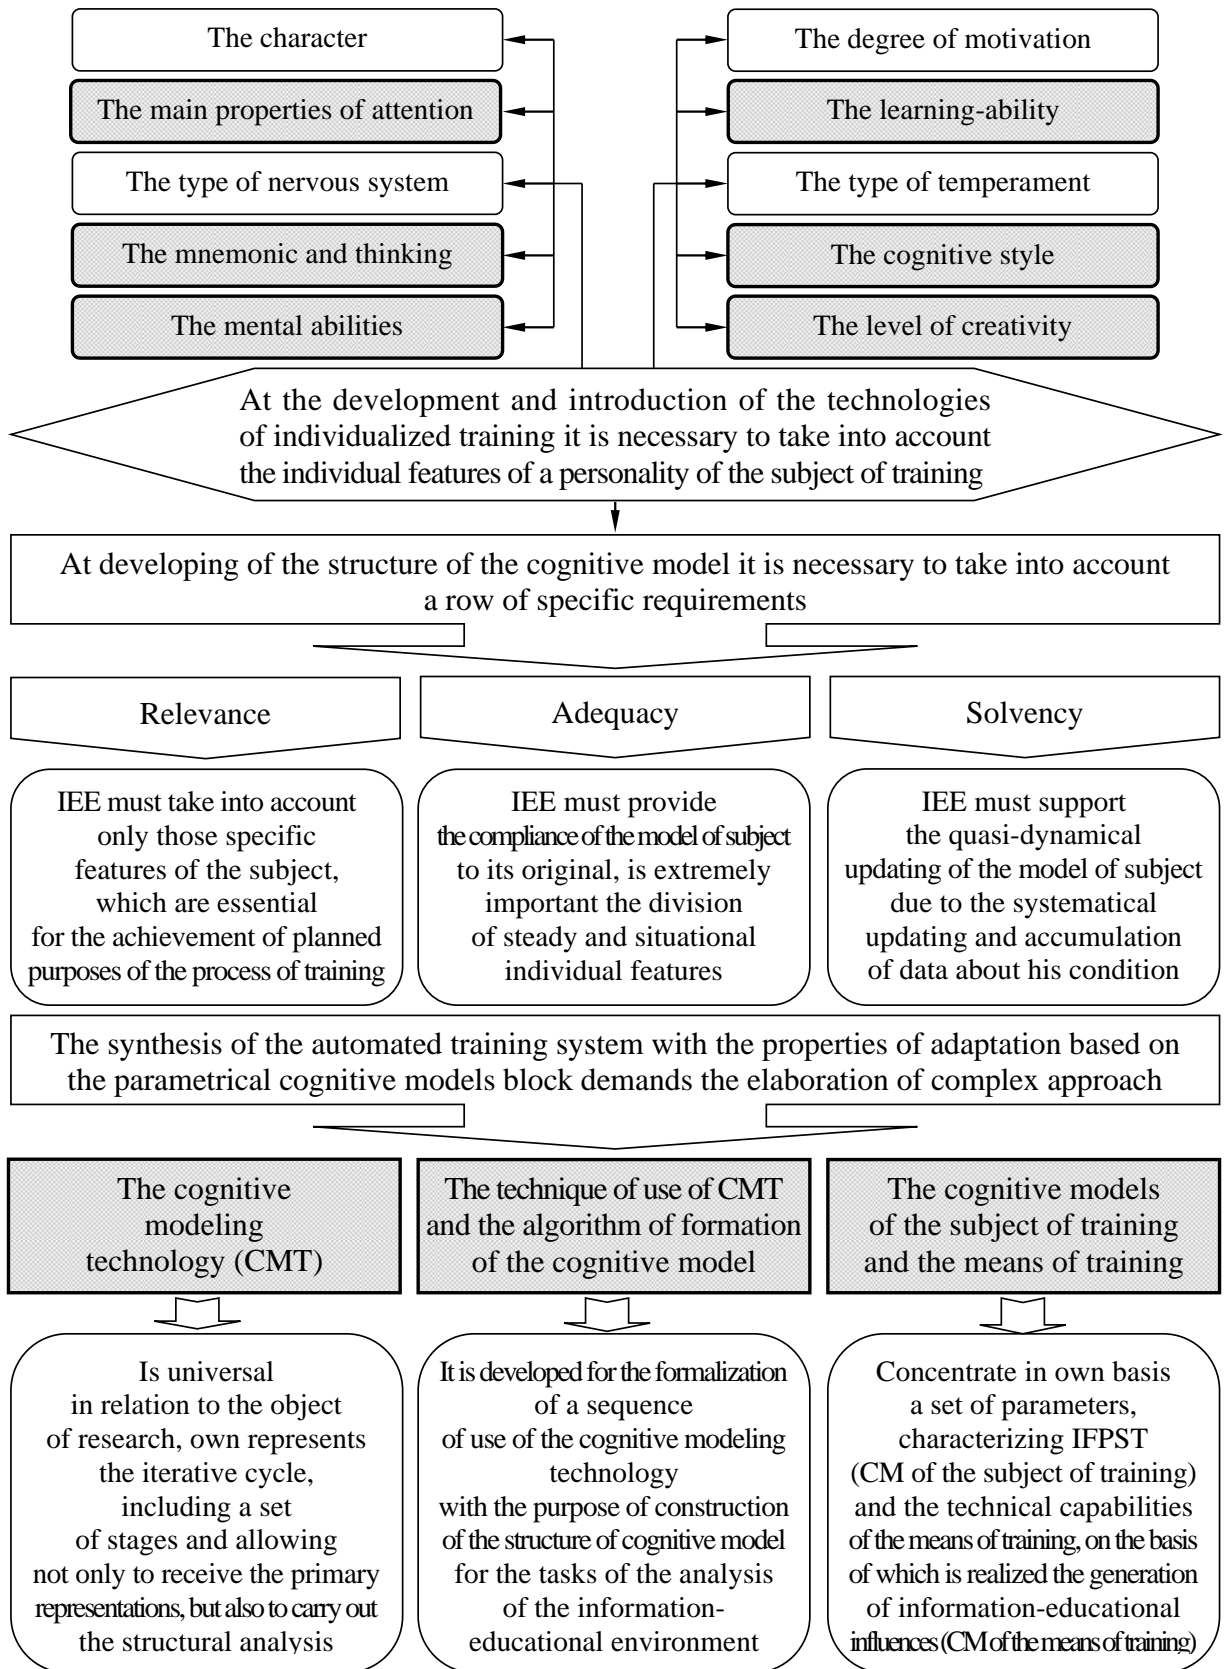 The character
The main properties of attention
The type of nervous system
The mnemonic and thinking
The mental abilities
The degree of motivation
The learning-ability
The type of temperament
The cognitive style
The level of creativity
At the development and introduction of the technologies
of individualized training it is necessary to take into account
the individual features of a personality of the subject of training
At developing of the structure of the cognitive model it is necessary to take into account
a row of specific requirements
Relevance
Adequacy
Solvency
IEE must take into account
only those specific
features of the subject,
which are essential
for the achievement of planned
purposes of the process of training
IEE must provide
the compliance of the model of subject
to its original, is extremely
important the division
of steady and situational
individual features
IEE must support
the quasi-dynamical
updating of the model of subject
due to the systematical
updating and accumulation
of data about his condition
The synthesis of the automated training system with the properties of adaptation based on
the parametrical cognitive models block demands the elaboration of complex approach
The cognitive
modeling
technology (CMT)
The technique of use of CMT
and the algorithm of formation
of the cognitive model
The cognitive models
of the subject of training
and the means of training
Is universal
in relation to the object
of research, own represents
the iterative cycle,
including a set
of stages and allowing
not only to receive the primary
representations, but also to carry out
the structural analysis
It is developed for the formalization
of a sequence
of use of the cognitive modeling
technology
with the purpose of construction
of the structure of cognitive model
for the tasks of the analysis
of the information-
educational environment
Concentrate in own basis
a set of parameters,
characterizing IFPST
(CM of the subject of training)
and the technical capabilities
of the means of training, on the basis
of which is realized the generation
of information-educational
influences (CM of the means of training)